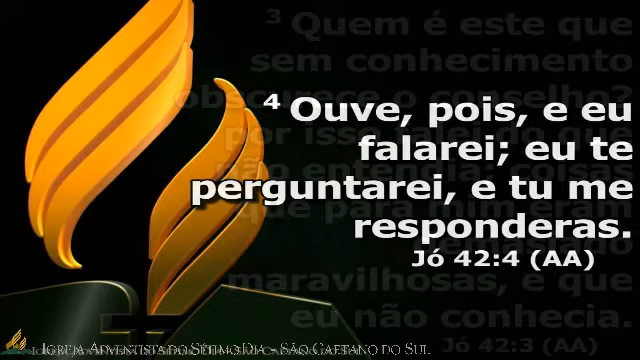 3 Quem é este que
sem conhecimento
obscurece o conselho?
4 Ouve, pois, e eu
falarei; eu te
perguntarei, e tu me
responderas.
Jó 42:4 (AA)
maravilhosas, e que
eu não conhecia.
Jó 42:3 (AA)
Igreja Adventista do Sétimo Dia - São Caetano do Sul